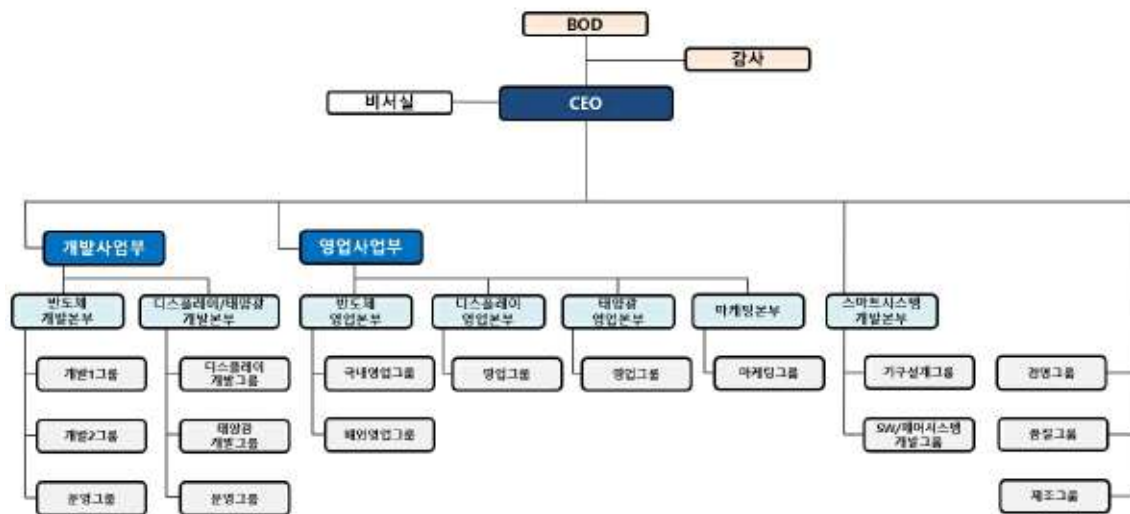 BOD
감사
비서실
CEO
개발사업부
영업사업부
반도체
개발본부
디스플레이/태양광
개발본부
반도체
영업본부
디스플레이
영업본부
태양광
영업본부
마케팅본부
스마트시스템
개발본부
개발1그룹
디스플레이
개발그룹
국내영업그룹
영업그룹
영업그룹
마케팅그룹
기구설계그룹
경영그룹
개발2그룹
태양광
개발그룹
해외영업그룹
SW/제어시스템
개발그룹
품질그룹
운영그룹
운영그룹
제조그룹